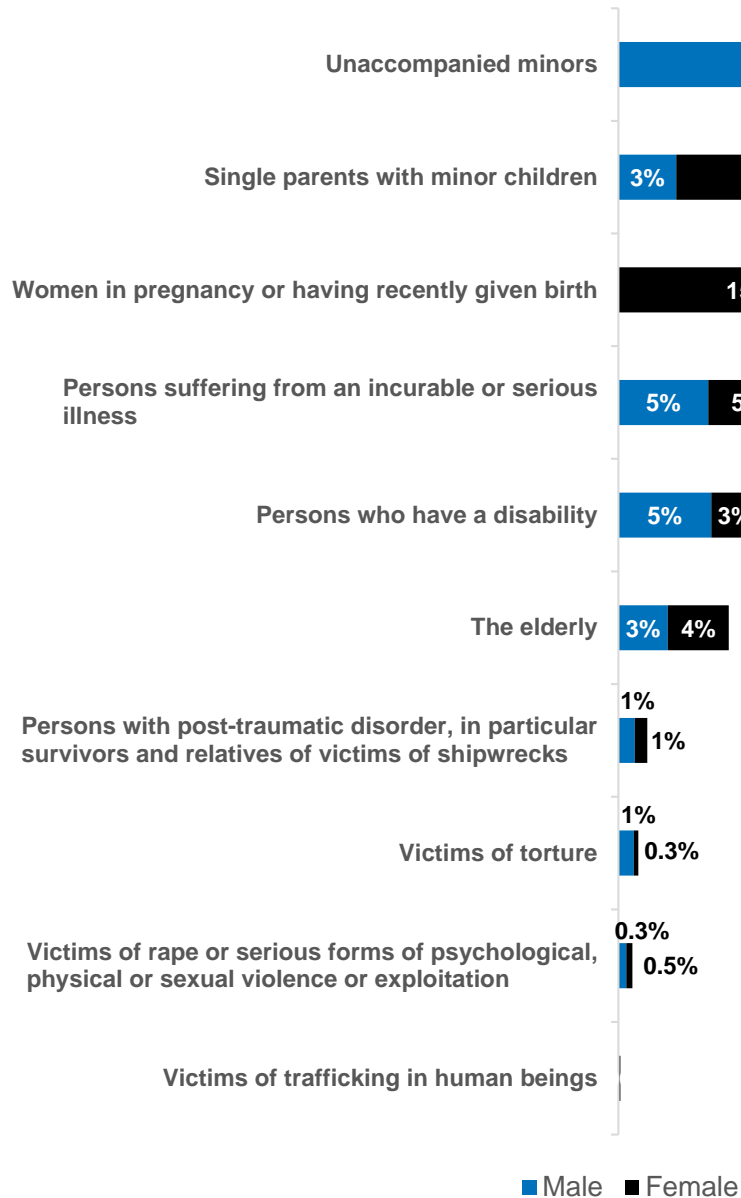 Unaccompanied minors
Single parents with minor children
3%
Women in pregnancy or having recently given birth
Persons suffering from an incurable or serious
illness
5%
Persons who have a disability
5%
3%
The elderly
3%
4%
1%
Persons with post-traumatic disorder, in particular
survivors and relatives of victims of shipwrecks
1%
1%
Victims of torture
0.3%
0.3%
Victims of rape or serious forms of psychological,
physical or sexual violence or exploitation
0.5%
Victims of trafficking in human beings
Male
Female